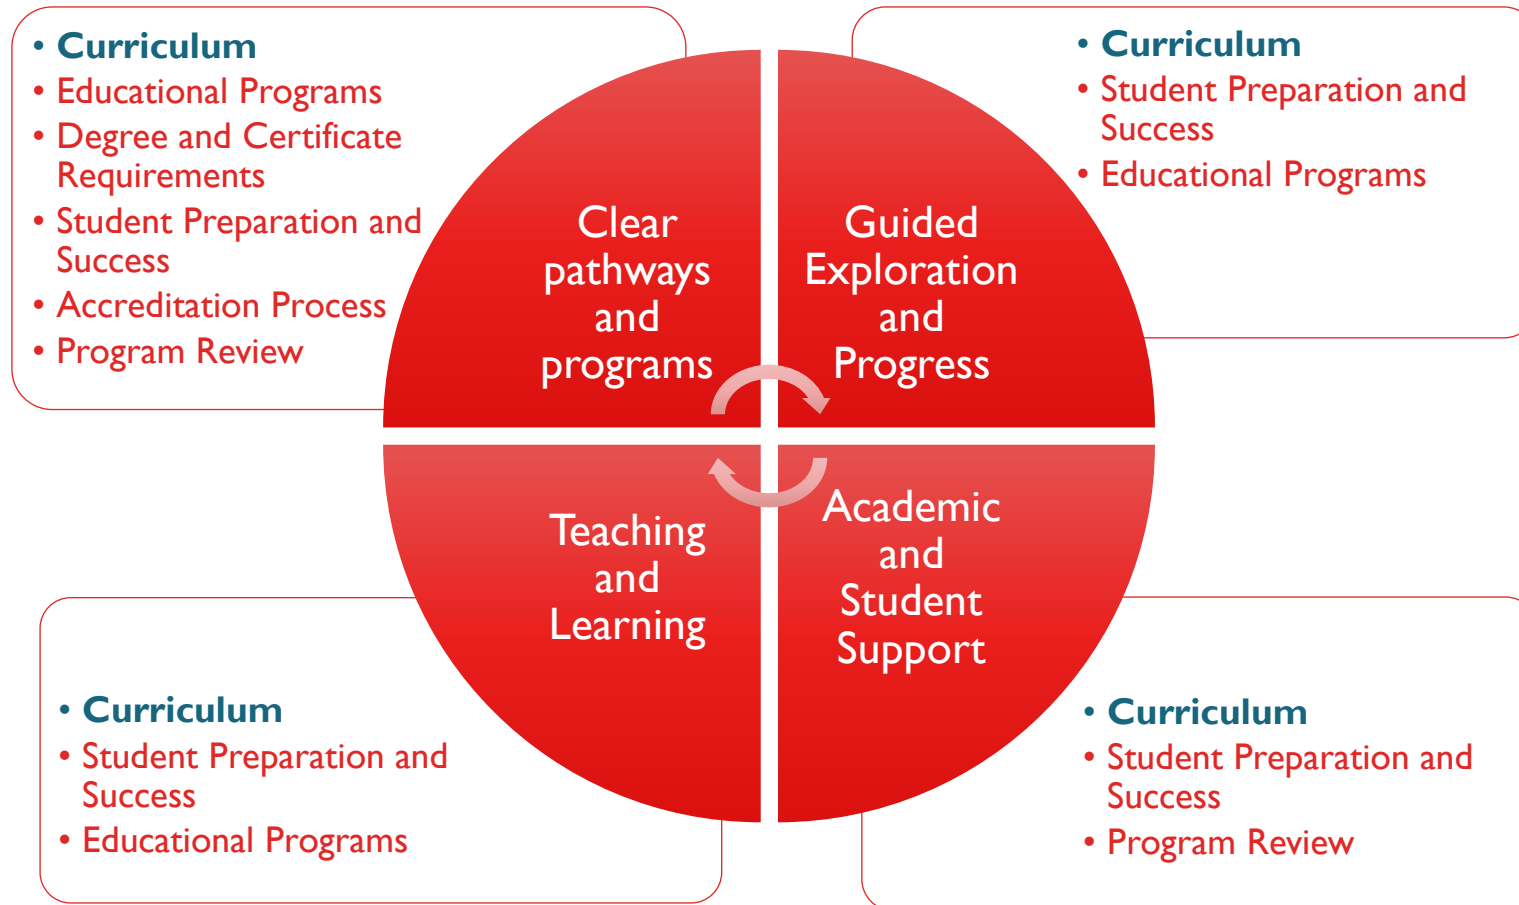 • Curriculum
• Educational Programs
• Degree and Certificate
Requirements
• Student Preparation and
Success
• Accreditation Process
• Program Review
Clear
pathways
and
programs
• Curriculum
• Student Preparation and
Success
• Educational Programs
Guided
Exploration
and
Progress
Teaching
and
Learning
• Curriculum
• Student Preparation and
Success
• Educational Programs
Academic
and
Student
Support
• Curriculum
• Student Preparation and
Success
• Program Review